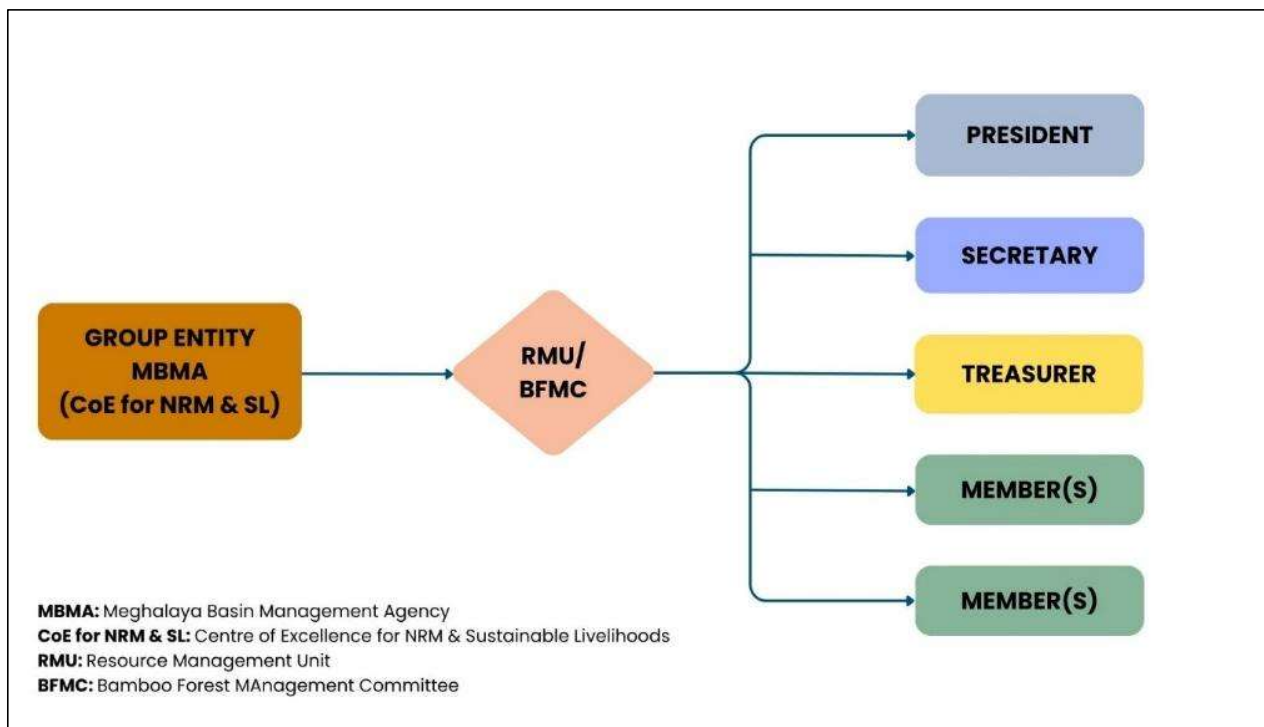 GROUP ENTITY
MBMA
(CoE for NRM & SL)
RMU/
BFMC
PRESIDENT
SECRETARY
TREASURER
MEMBER(S)
MEMBER(S)
MBMA: Meghalaya Basin Management Agency
CoE for NRM & SL: Centre of Excellence for NRM & Sustainable Livelihoods
RMU: Resource Management Unit
BFMC: Bamboo Forest MAnagement Committee